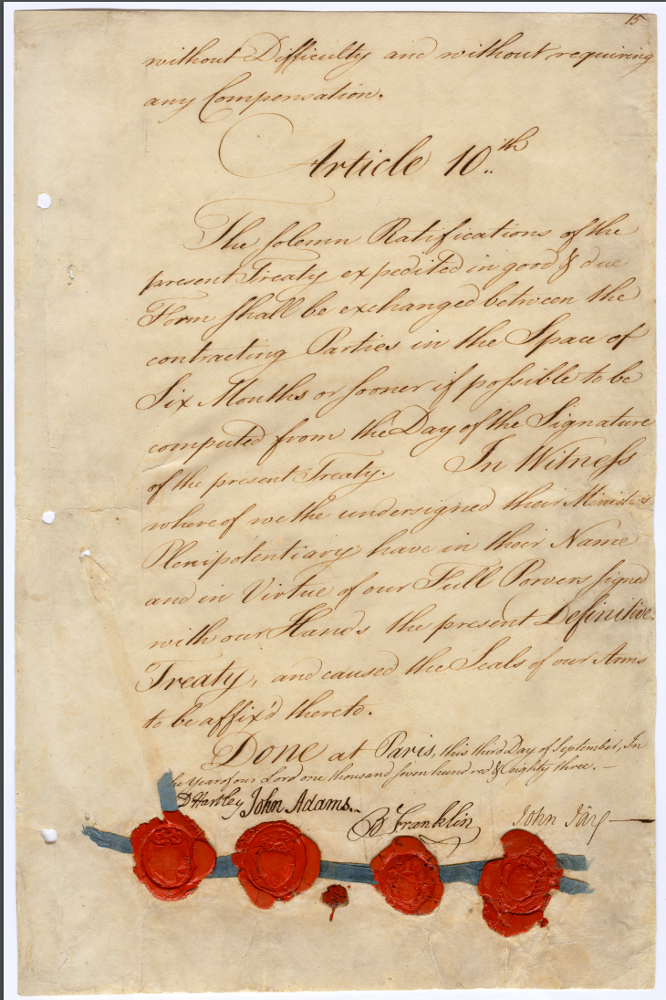 15
without Difficulty and without requiring
any Compensation.
Article 10.th
The solemn Ratifications of the
present Treaty expedited in good & due
Form shall be exchanged between the
contracting Parties in the Space of
Six Months or sooner if possible to be
computed from the Day of the Signature
of the present Treaty. In Witness
whereof we the undersigned their Ministers
Plenipotentiary have in their Name
and in Virtue of our Full Powers signed
with our Hands the present Definitive
Treaty, and caused the Seals of our Arms
to be affix'd thereto.
Done at Paris, this third Day of September, In
he Year of our Lord one thousand seven hundred & eighty three.—
D Hartley John Adams.
B Franklin John Jay—